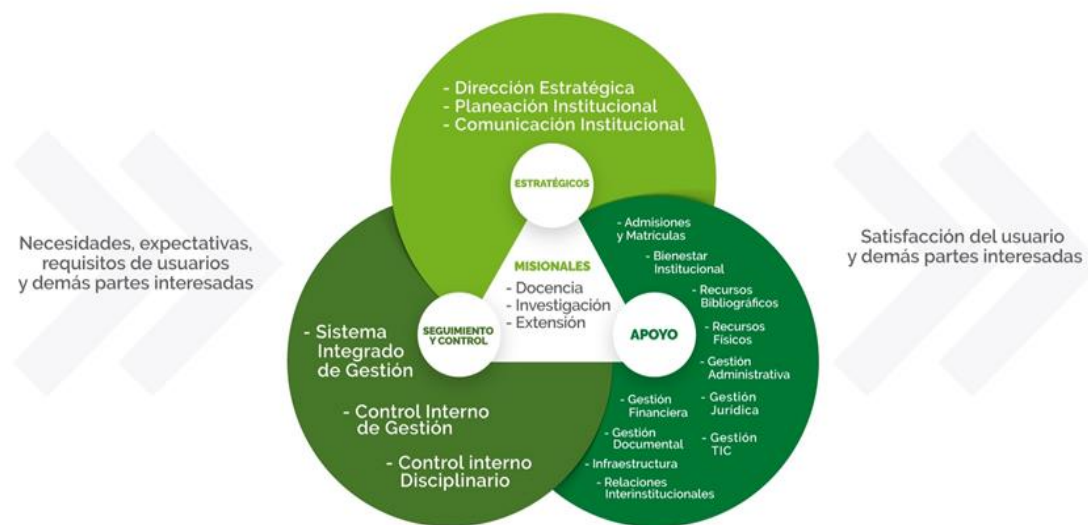 - Dirección Estratégica
- Planeación Institucional
- Comunicación Institucional
ESTRATÉGICOS
Necesidades, expectativas,
requisitos de usuarios
y demás partes interesadas
MISIONALES
- Docencia
- Investigación
- Extensión
SEGUIMIENTO
Y CONTROL
- Sistema
Integrado
de Gestión
- Control Interno
de Gestión
- Control interno
Disciplinario
APOYO
- Admisiones
y Matrículas
- Bienestar
Institucional
- Recursos
Bibliográficos
- Recursos
Físicos
- Gestión
Administrativa
- Gestión
Financiera
- Gestión
Jurídica
- Gestión
Documental
- Gestión
TIC
- Infraestructura
- Relaciones
Interinstitucionales
Satisfacción del usuario
y demás partes interesadas